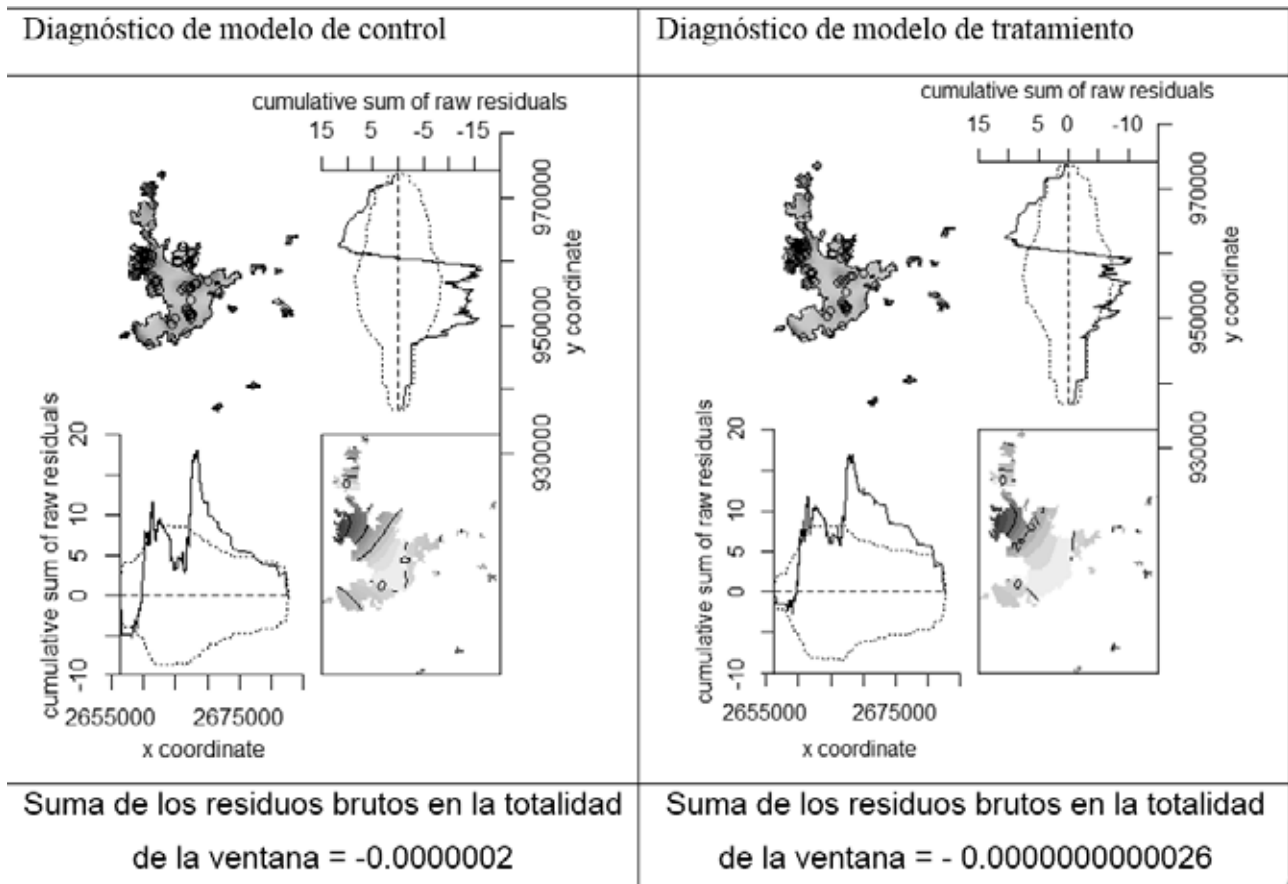 Diagnóstico de modelo de control
cumulative sum of raw residuals
15 5 -5 -15
970000
950000
930000
y coordinate
cumulative sum of raw residuals
20
10
5
0
-10
0
0
2655000 2675000
x coordinate
Suma de los residuos brutos en la totalidad
de la ventana = -0.0000002
Diagnóstico de modelo de tratamiento
cumulative sum of raw residuals
15 5 0 -10
970000
950000
930000
y coordinate
cumulative sum of raw residuals
20
10
5
0
-10
0
0
2655000 2675000
x coordinate
Suma de los residuos brutos en la totalidad
de la ventana = - 0.0000000000026